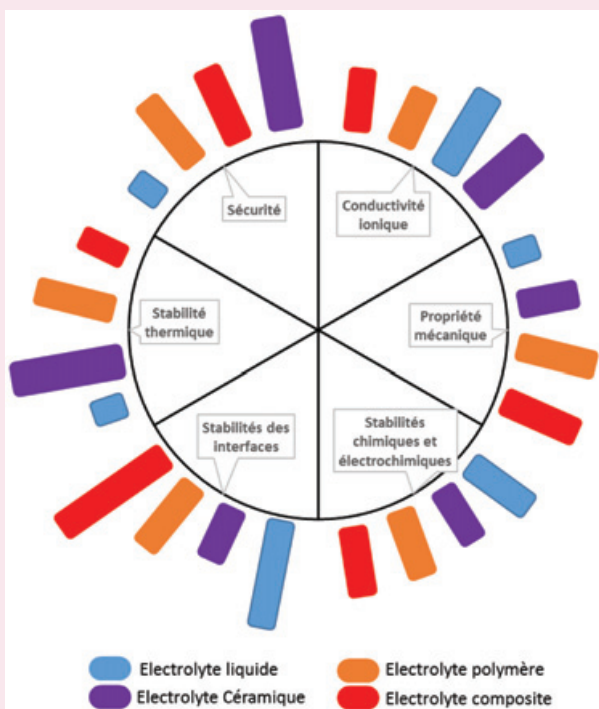 Sécurité
Conductivité
ionique
Stabilité
thermique
Propriété
mécanique
Stabilités des
interfaces
Stabilités
chimiques et
électrochimiques
Electrolyte liquide
Electrolyte polymère
Electrolyte Céramique
Electrolyte composite